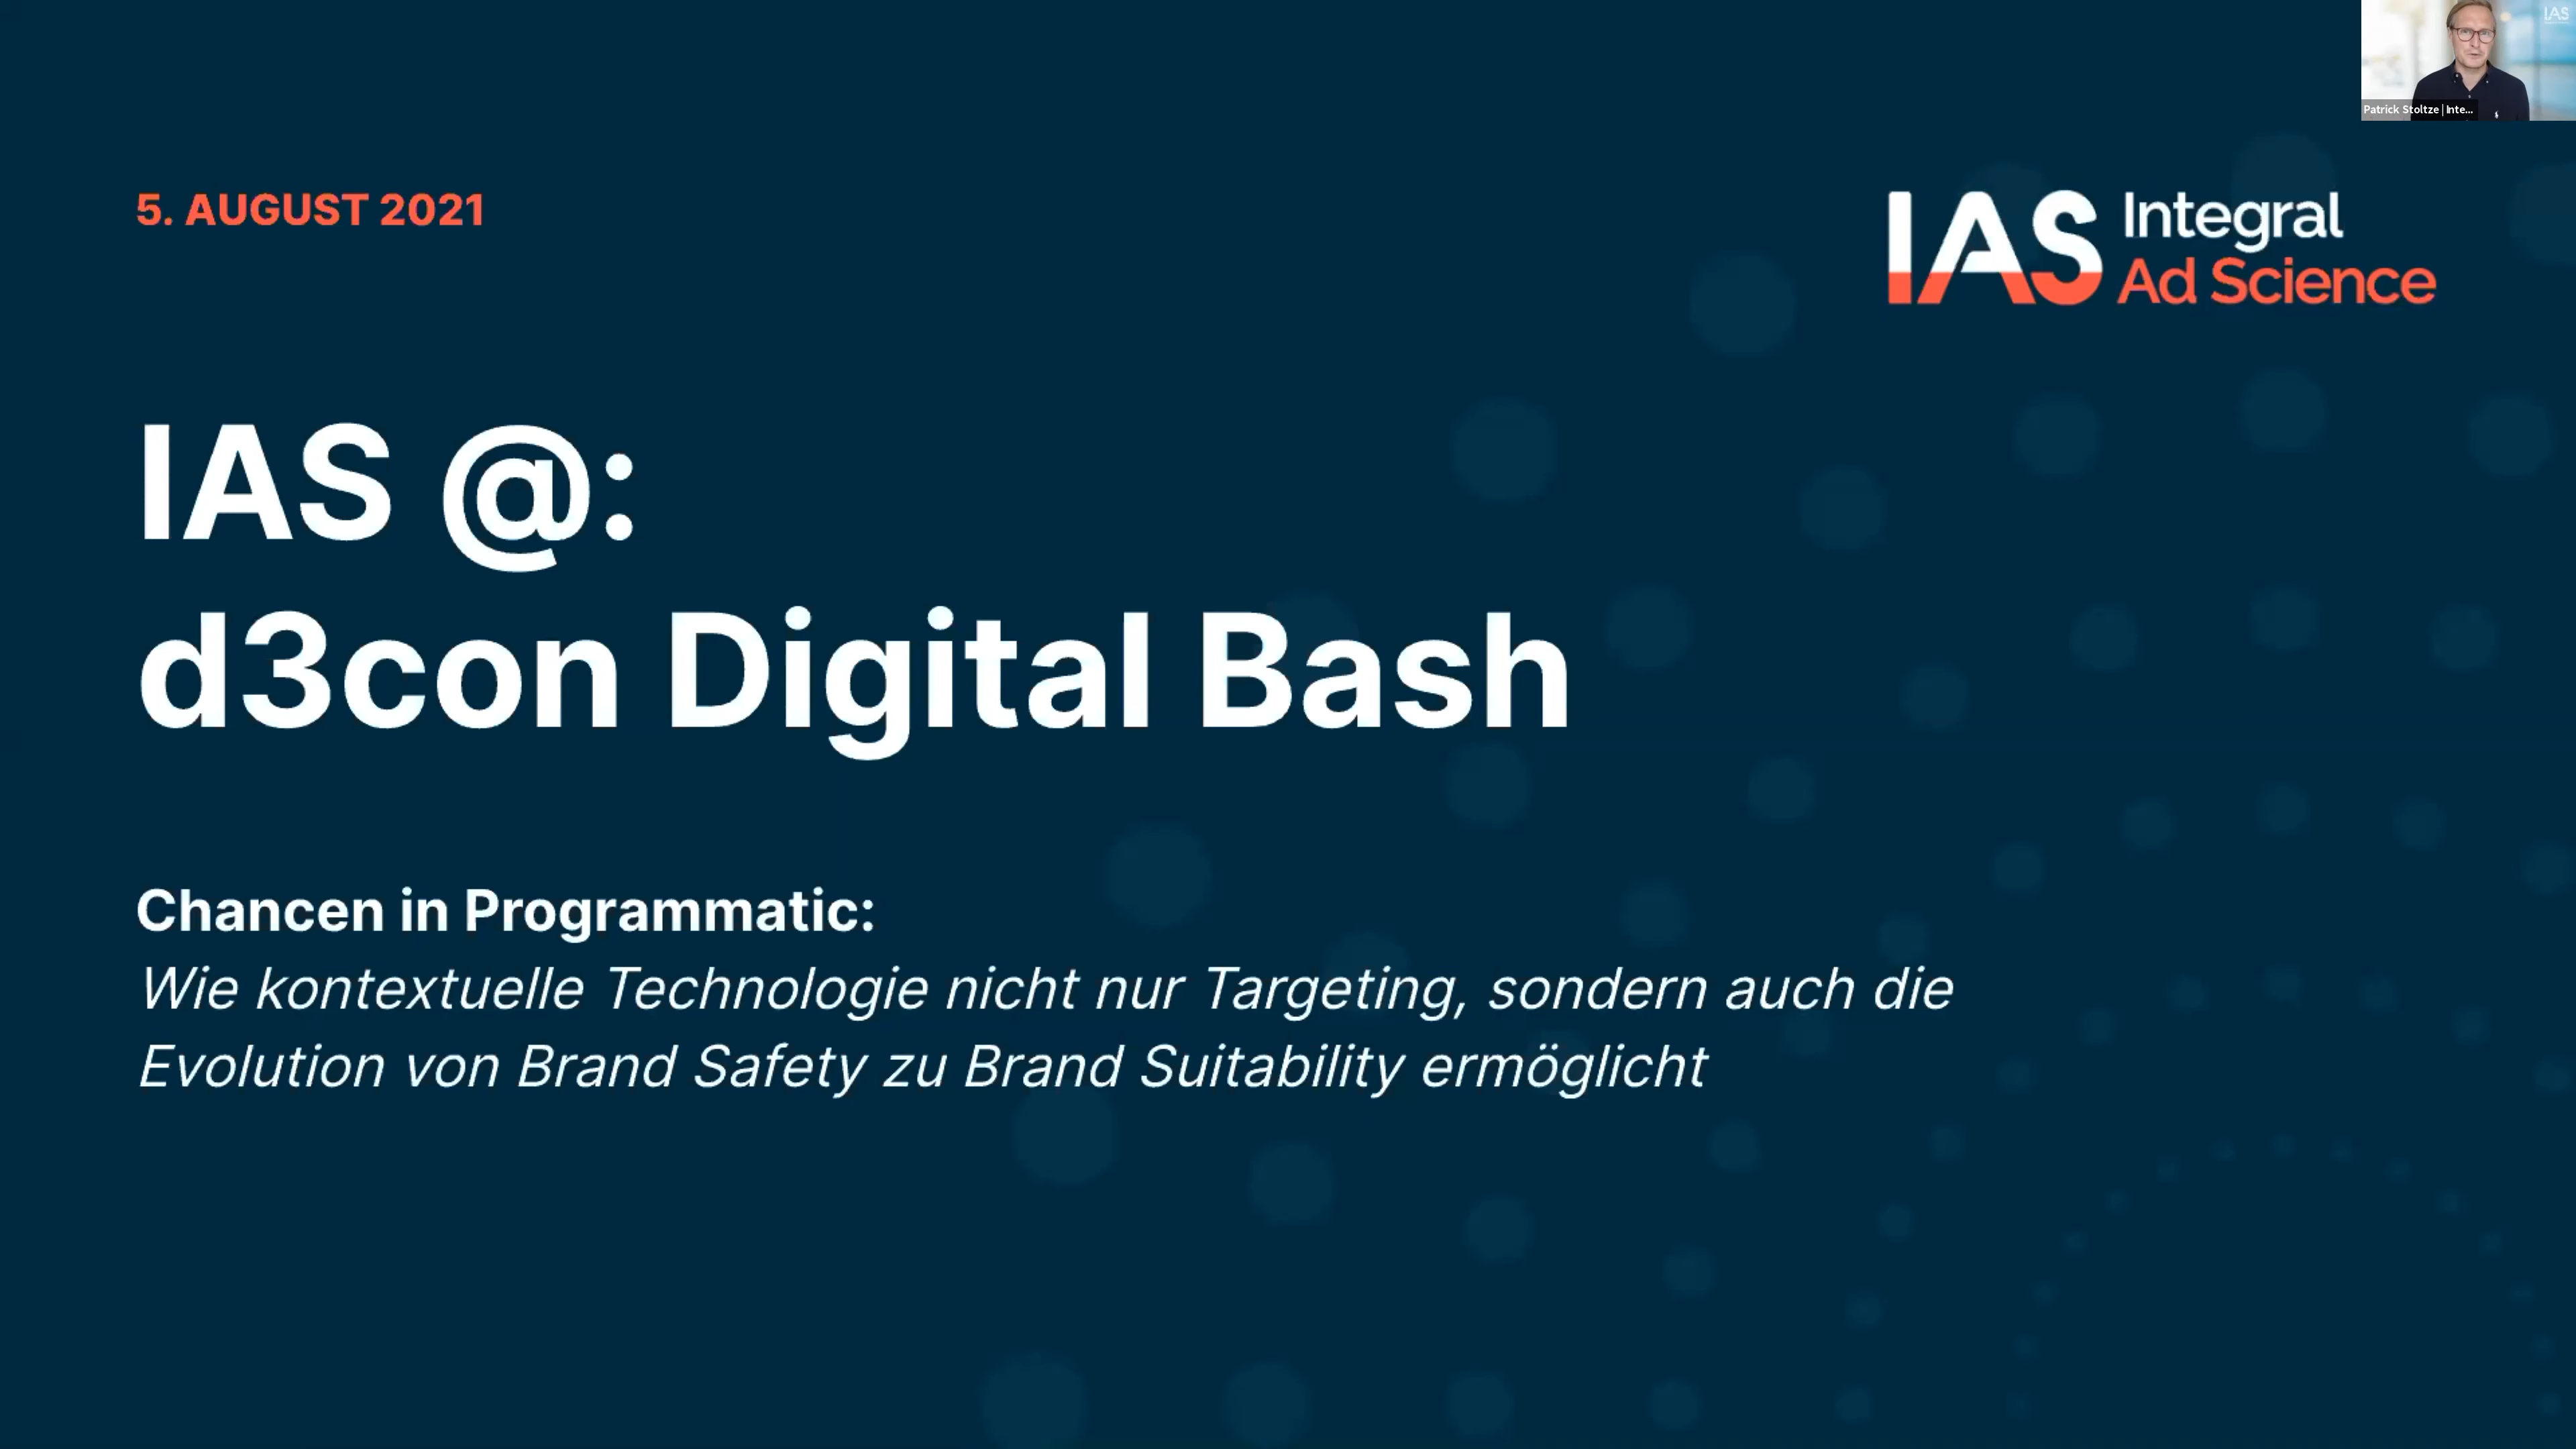 IAS
Patrick Stoltze | Inte...
5. AUGUST 2021
IAS Integral
Ad Science
IAS @:
d3con Digital Bash
Chancen in Programmatic:
Wie kontextuelle Technologie nicht nur Targeting, sondern auch die
Evolution von Brand Safety zu Brand Suitability ermöglicht